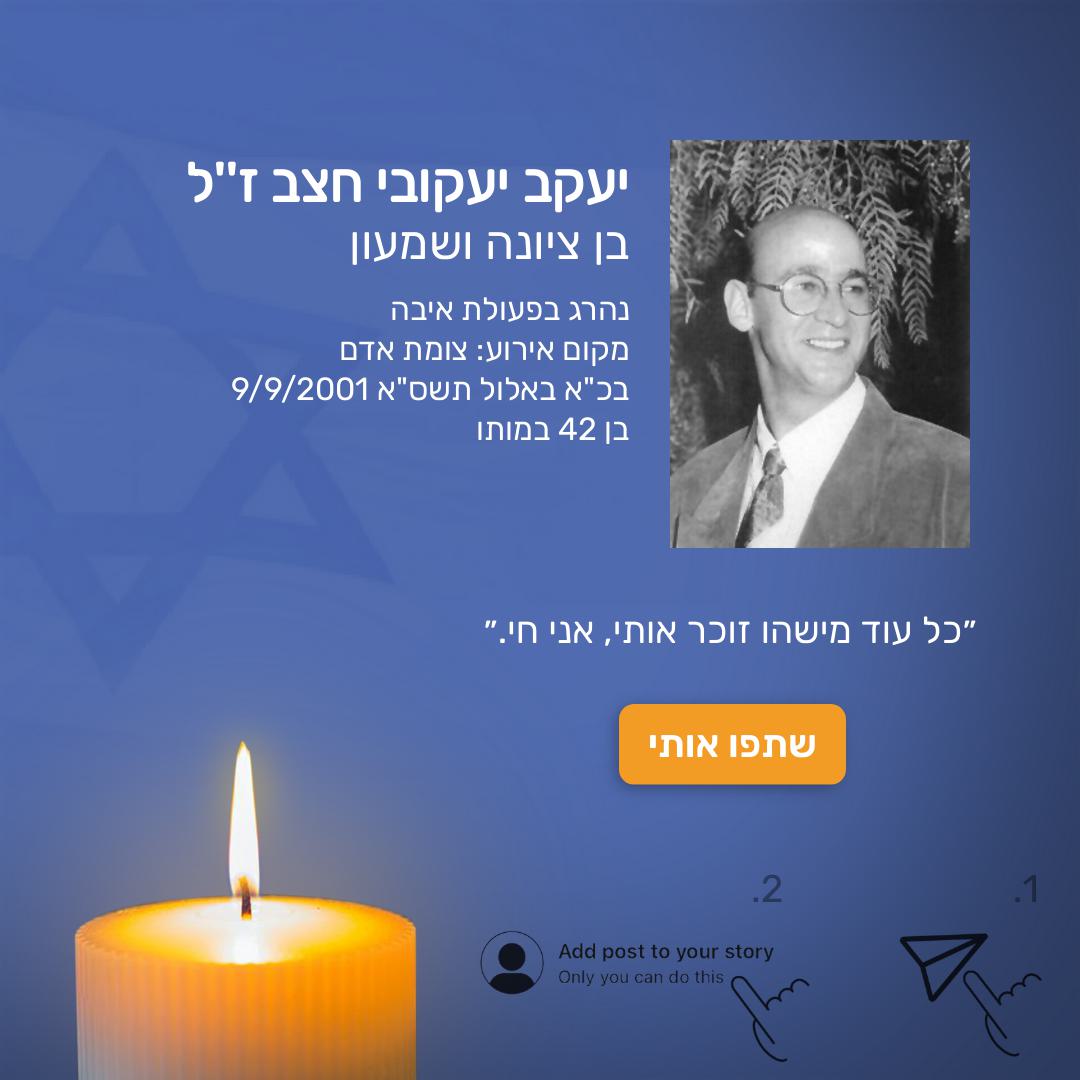 יעקב יעקובי חצב ז"ל
בן ציונה ושמעון
נהרג בפעולת איבה
מקום אירוע: צומת אדם
בכ"א באלול תשס"א 9/9/2001
בן 42 במותו
״כל עוד מישהו זוכר אותי, אני חי.״
שתפו אותי
1.
2.
Add post to your story
Only you can do this